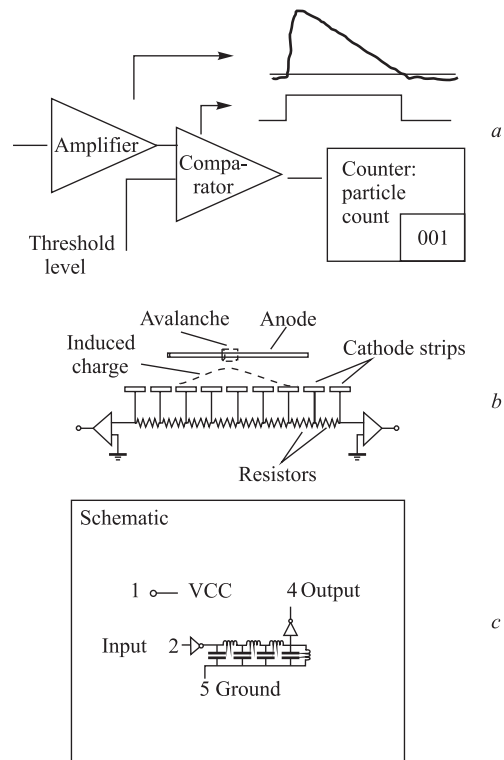 Amplifier
Compa-
rator
Threshold
level
Counter:
particle
count
001
a
Avalanche
Anode
Induced
charge
Cathode strips
Resistors
b
Schematic
1 VCC
4 Output
Input 2
5 Ground
c